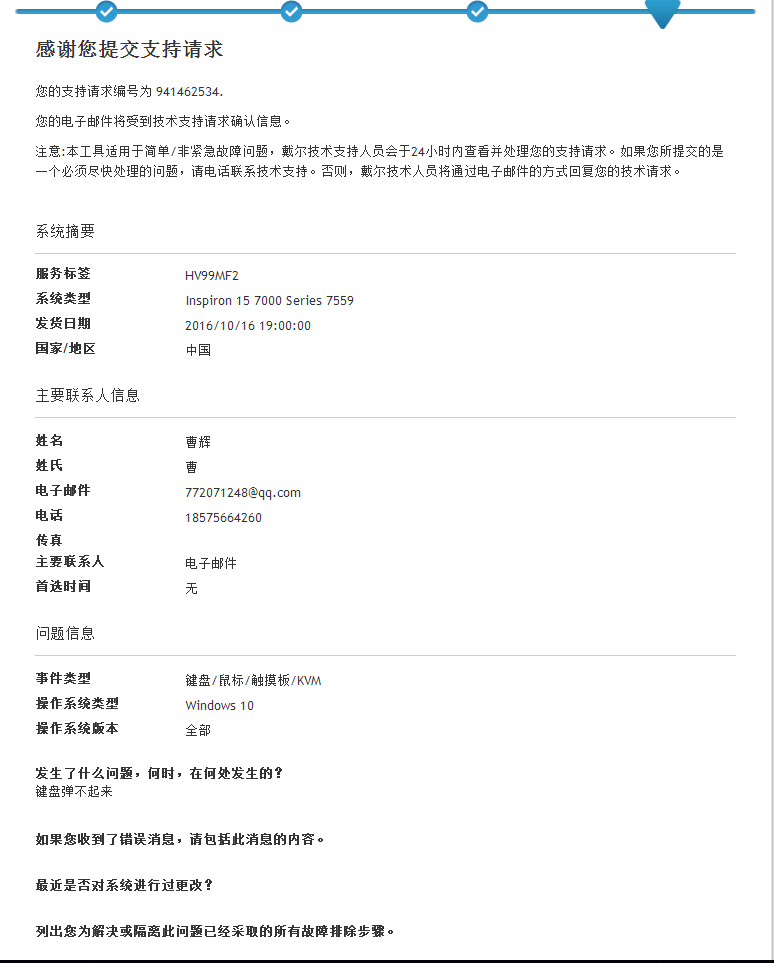 感谢您提交支持请求
您的支持请求编号为 941462534.
您的电子邮件将受到技术支持请求确认信息。
注意:本工具适用于简单/非紧急故障问题，戴尔技术支持人员会于24小时内查看并处理您的支持请求。如果您所提交的是
一个必须尽快处理的问题，请电话联系技术支持。否则，戴尔技术人员将通过电子邮件的方式回复您的技术请求。
系统摘要
服务标签 HV99MF2
系统类型 Inspiron 15 7000 Series 7559
发货日期 2016/10/16 19:00:00
国家/地区 中国
主要联系人信息
姓名 曹辉
姓氏 曹
电子邮件 772071248@qq.com
电话 18575664260
传真
主要联系人 电子邮件
首选时间 无
问题信息
事件类型 键盘/鼠标/触摸板/KVM
操作系统类型 Windows 10
操作系统版本 全部
发生了什么问题，何时，在何处发生的？
键盘弹不起来
如果您收到了错误消息，请包括此消息的内容。
最近是否对系统进行过更改？
列出您为解决或隔离此问题已经采取的所有故障排除步骤。